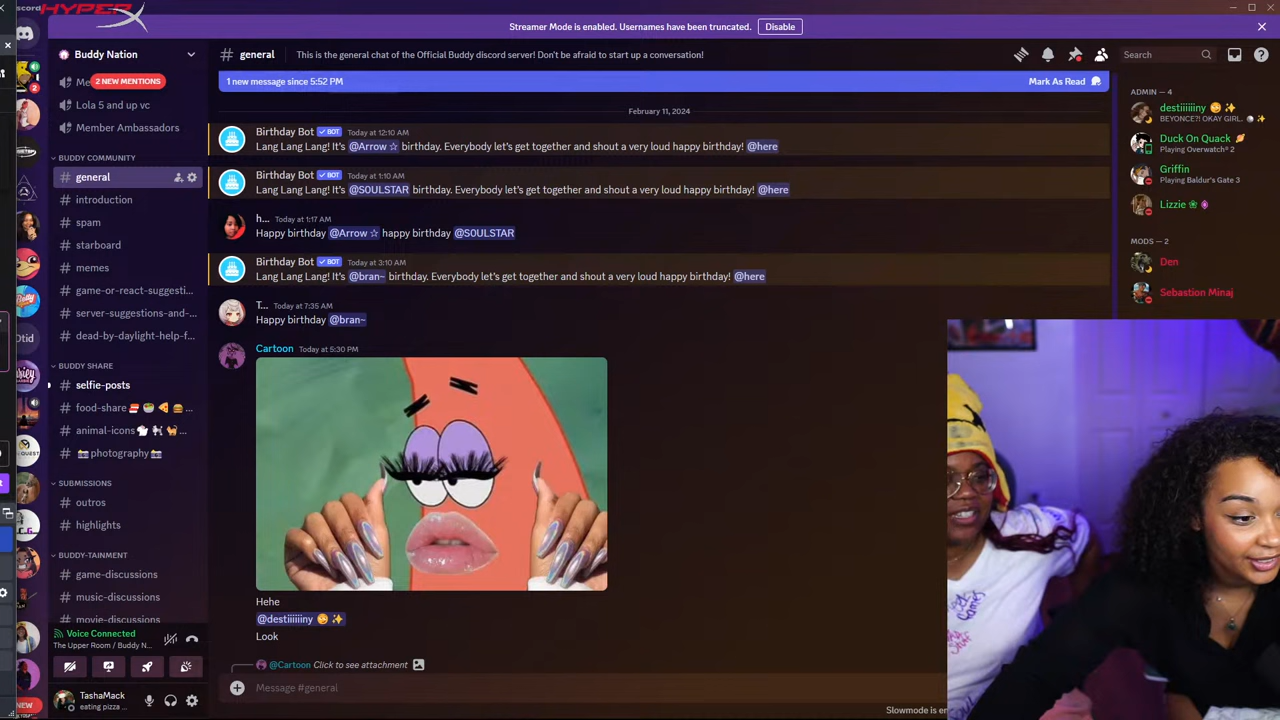 HYPER X
Streamer Mode is enabled. Usernames have been truncated. Disable
Buddy Nation
2 NEW MENTIONS
Lola 5 and up vc
Member Ambassadors
BUDDY COMMUNITY
# general
# introduction
# spam
# starboard
# memes
# game-or-react-suggesti...
# server-suggestions-and-...
# dead-by-daylight-help-f...
BUDDY SHARE
# selfie-posts
# food-share ...
# animal-icons ...
# photography
SUBMISSIONS
# outros
# highlights
BUDDY-TAINMENT
# game-discussions
# music-discussions
# movie-discussions
Voice Connected
The Upper Room / Buddy N...
TashaMack
eating pizza ...
NEW
# general
This is the general chat of the Official Buddy discord server! Don't be afraid to start up a conversation!
Search
1 new message since 5:52 PM
Mark As Read
February 11, 2024
Birthday Bot ✓ BOT Today at 12:10 AM
Lang Lang Lang! It's @Arrow ☆ birthday. Everybody let's get together and shout a very loud happy birthday! @here
Birthday Bot ✓ BOT Today at 1:10 AM
Lang Lang Lang! It's @S0ULSTAR birthday. Everybody let's get together and shout a very loud happy birthday! @here
h... Today at 1:17 AM
Happy birthday @Arrow ☆ happy birthday @S0ULSTAR
Birthday Bot ✓ BOT Today at 3:10 AM
Lang Lang Lang! It's @bran~ birthday. Everybody let's get together and shout a very loud happy birthday! @here
T... Today at 7:35 AM
Happy birthday @bran~
Cartoon Today at 5:30 PM
Hehe
@destiiiiiiny 😏 ✨
Look
@Cartoon Click to see attachment
Message #general
Slowmode is en
ADMIN — 4
destiiiiiiny 😏 ✨
BEYONCE?! OKAY GIRL.
Duck On Quack 🪐
Playing Overwatch® 2
Griffin
Playing Baldur's Gate 3
Lizzie
MODS — 2
Den
Sebastion Minaj